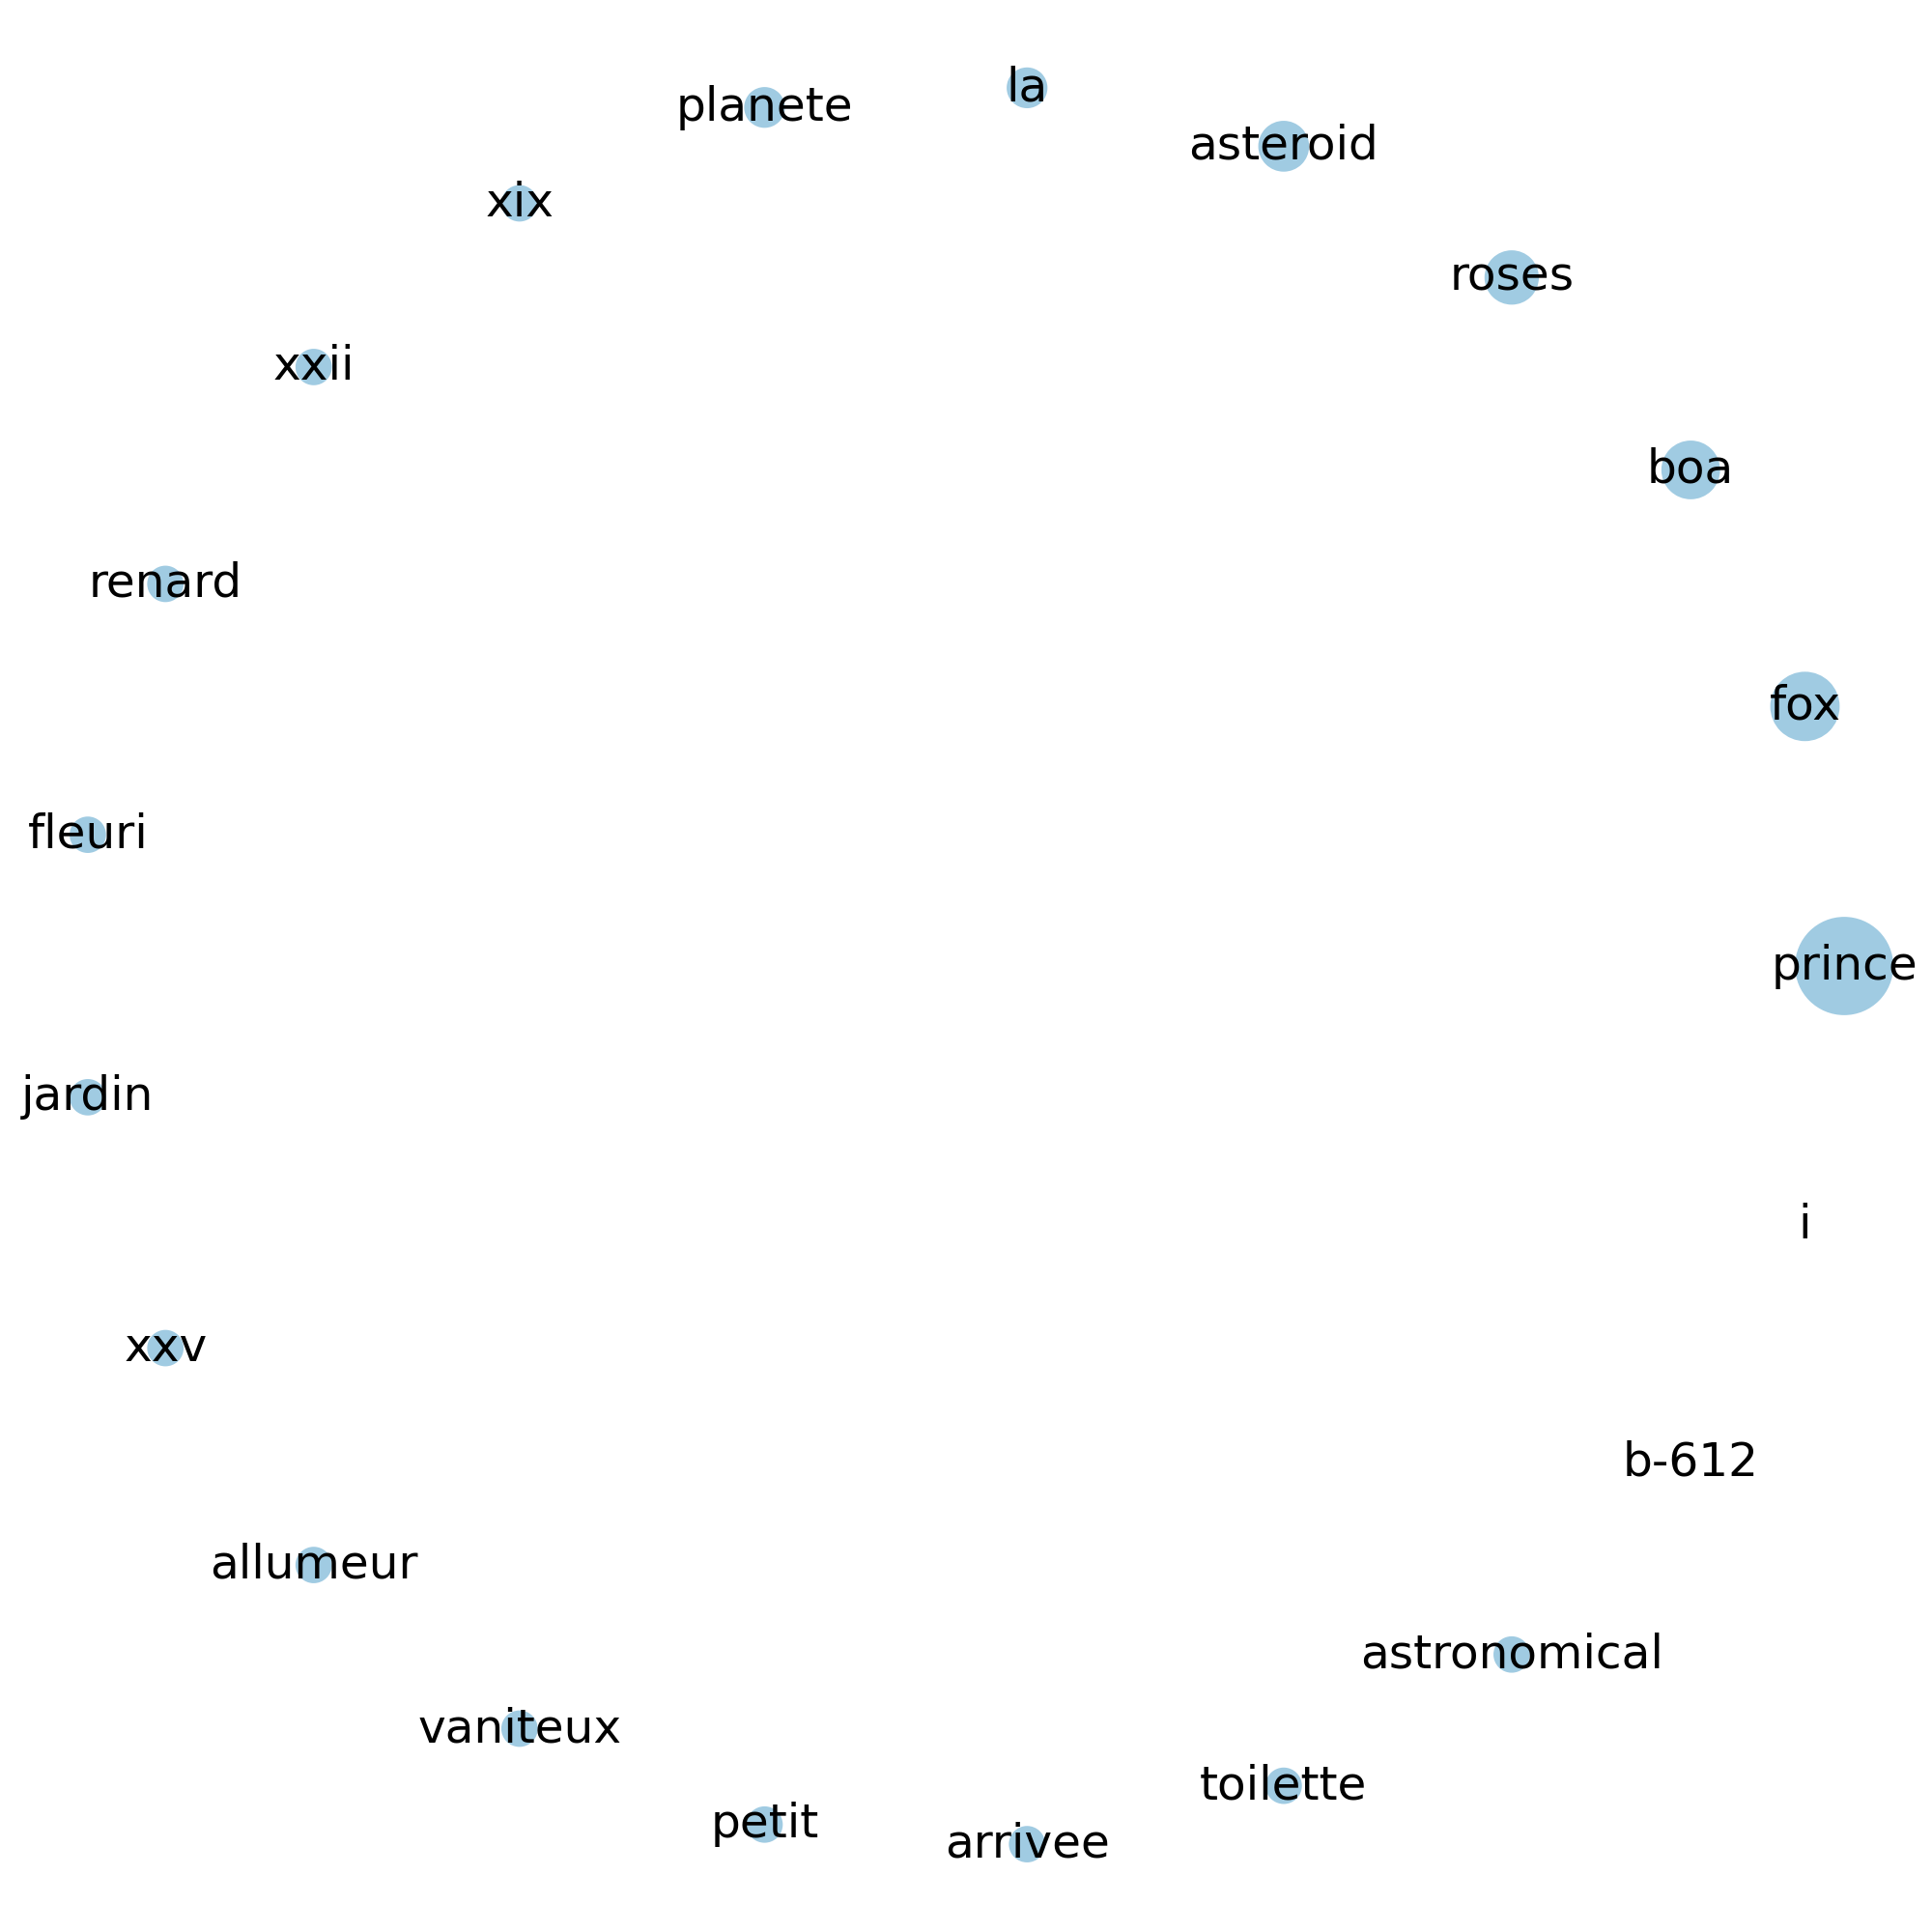 la
planete
asteroid
xix
roses
xxii
boa
renard
fox
fleuri
prince
jardin
i
xxv
b-612
allumeur
astronomical
vaniteux
toilette
petit
arrivee